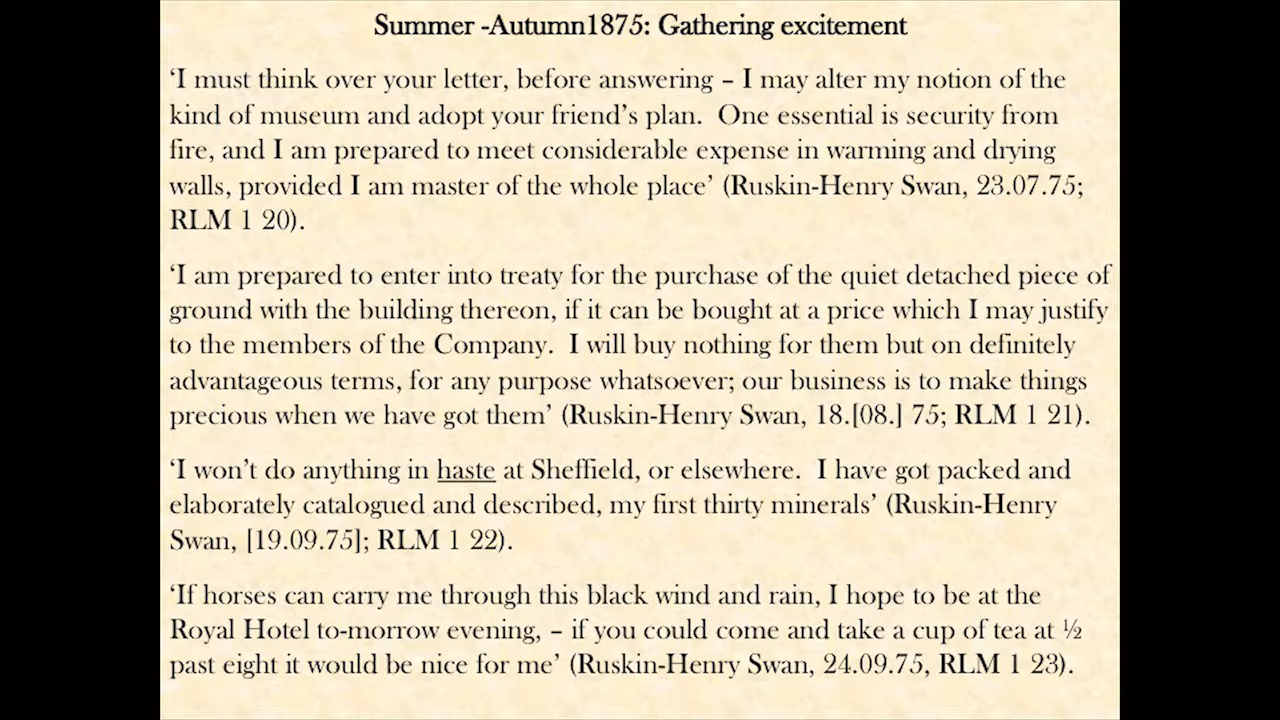 Summer -Autumn1875: Gathering excitement
‘I must think over your letter, before answering – I may alter my notion of the
kind of museum and adopt your friend’s plan.  One essential is security from
fire, and I am prepared to meet considerable expense in warming and drying
walls, provided I am master of the whole place’ (Ruskin-Henry Swan, 23.07.75;
RLM 1 20).
‘I am prepared to enter into treaty for the purchase of the quiet detached piece of
ground with the building thereon, if it can be bought at a price which I may justify
to the members of the Company.  I will buy nothing for them but on definitely
advantageous terms, for any purpose whatsoever; our business is to make things
precious when we have got them’ (Ruskin-Henry Swan, 18.[08.] 75; RLM 1 21).
‘I won’t do anything in haste at Sheffield, or elsewhere.  I have got packed and
elaborately catalogued and described, my first thirty minerals’ (Ruskin-Henry
Swan, [19.09.75]; RLM 1 22).
‘If horses can carry me through this black wind and rain, I hope to be at the
Royal Hotel to-morrow evening, – if you could come and take a cup of tea at ½
past eight it would be nice for me’ (Ruskin-Henry Swan, 24.09.75, RLM 1 23).